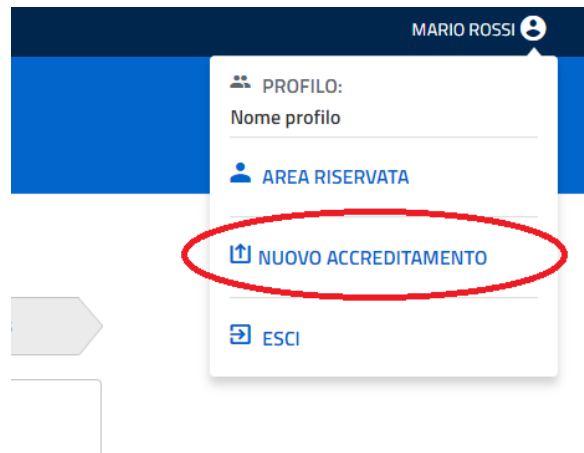 MARIO ROSSI
PROFILO:
Nome profilo
AREA RISERVATA
NUOVO ACCREDITAMENTO
ESCI